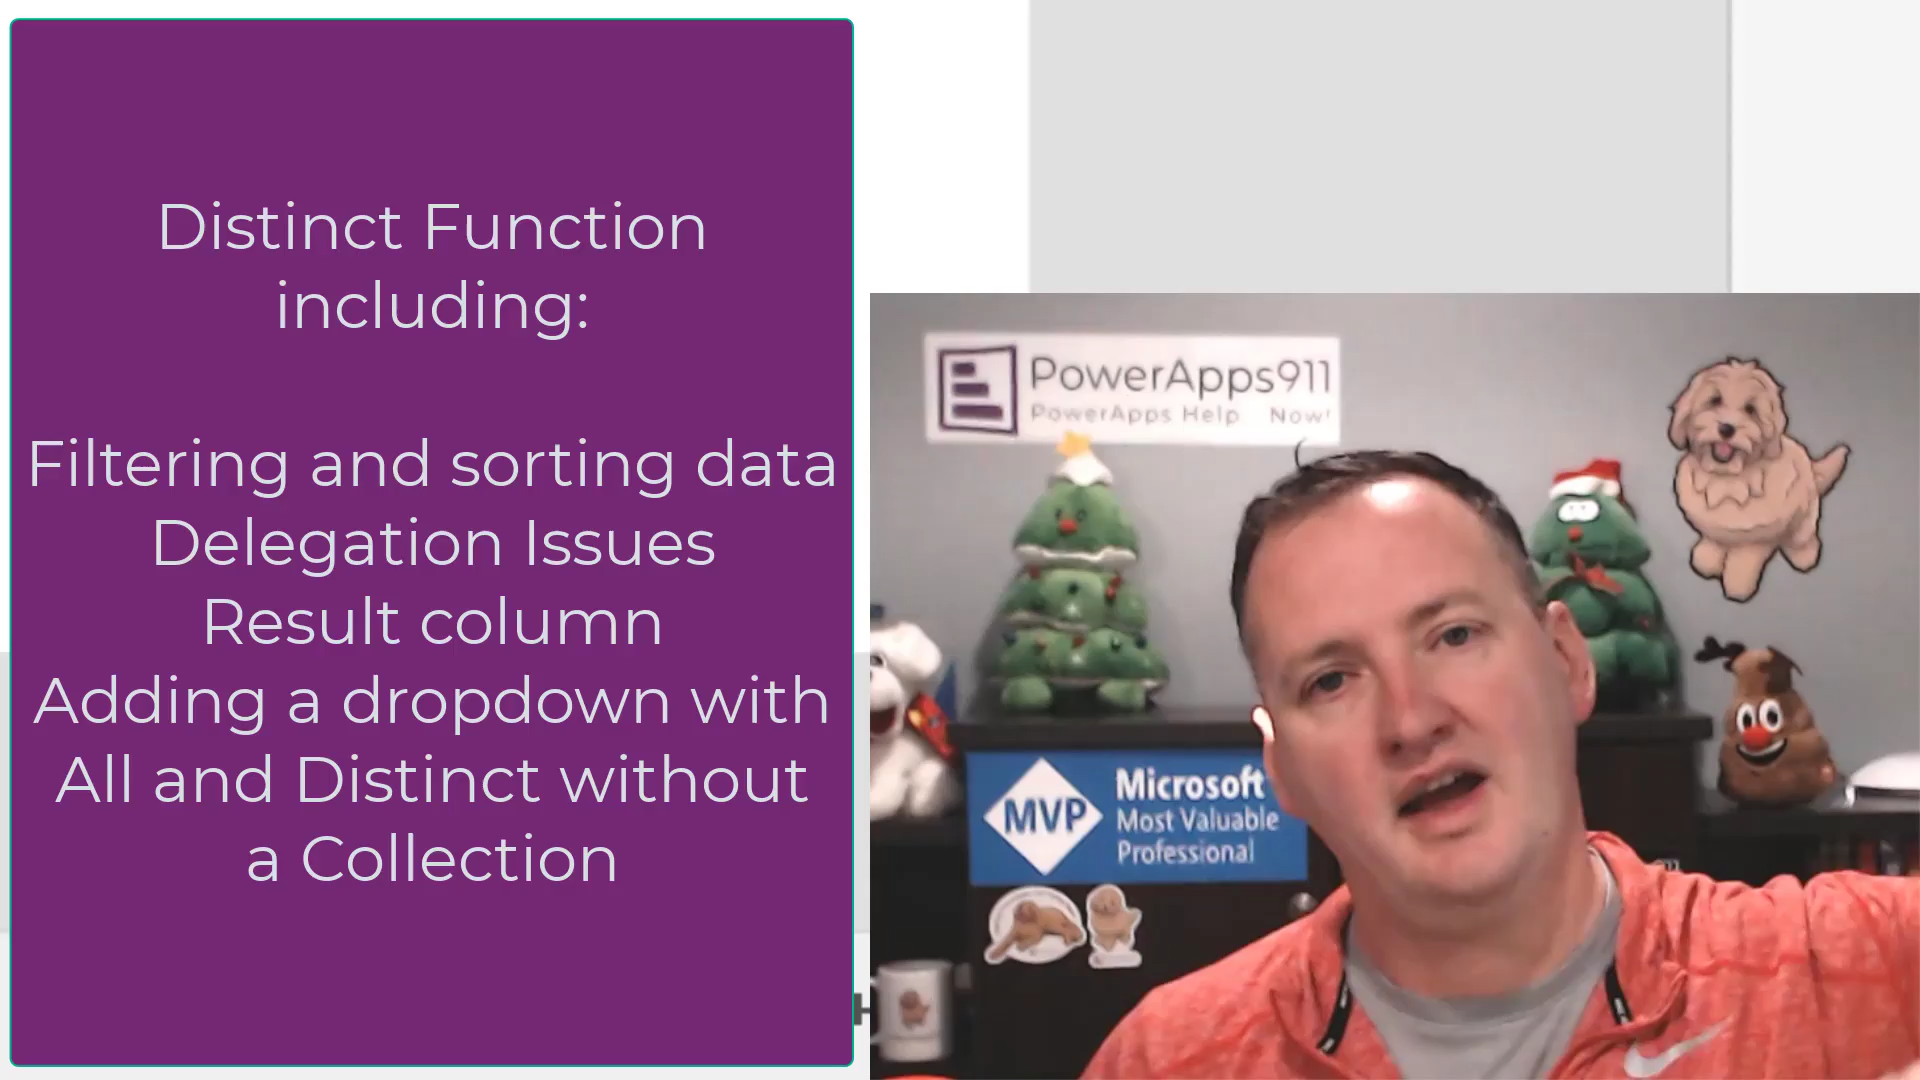 Distinct Function
including:
Filtering and sorting data
Delegation Issues
Result column
Adding a dropdown with
All and Distinct without
a Collection
PowerApps911
PowerApps Help Now!
MVP
Microsoft
Most Valuable
Professional